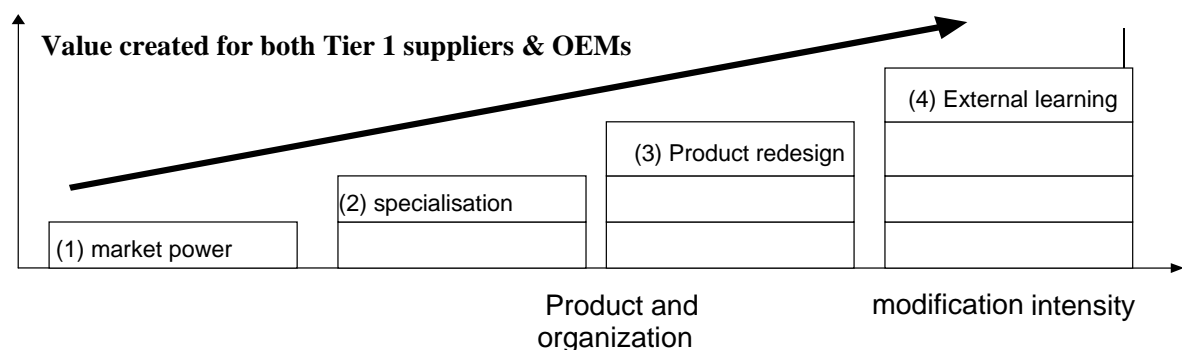 Value created for both Tier 1 suppliers & OEMs
(4) External learning
(3) Product redesign
(2) specialisation
(1) market power
Product and
organization
modification intensity